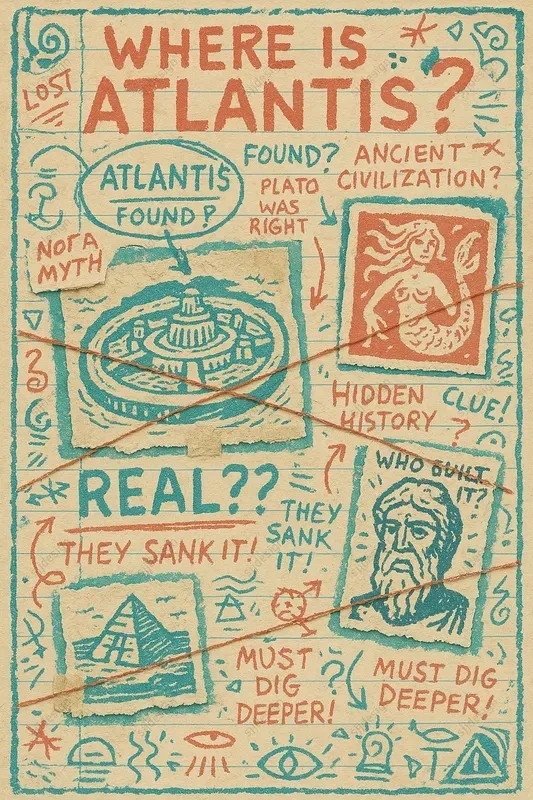 WHERE IS
ATLANTIS?
LOST
ATLANTIS
FOUND?
FOUND?
PLATO
WAS
RIGHT
ANCIENT
CIVILIZATION?
NOT A
MYTH
HIDDEN
HISTORY
?
CLUE!
WHO BUILT
IT?
REAL??
THEY SANK IT!
THEY
SANK
IT!
MUST
DIG
DEEPER!
?
MUST DIG
DEEPER!